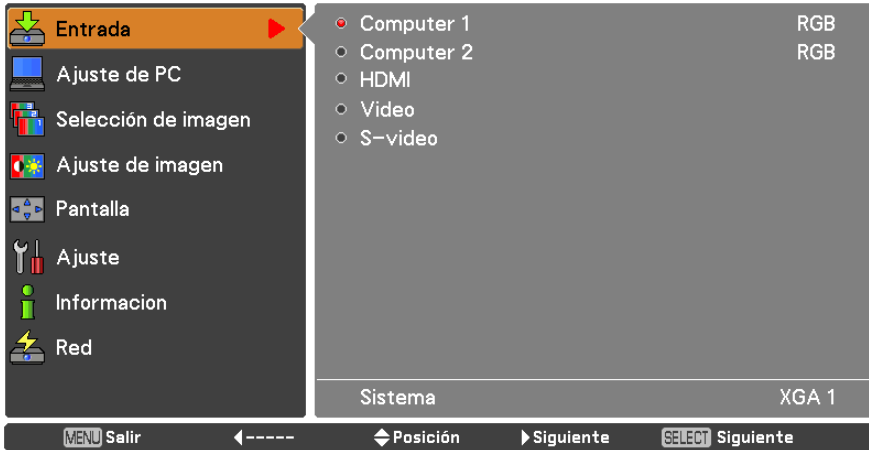 Entrada
Ajuste de PC
Selección de imagen
Ajuste de imagen
Pantalla
Ajuste
Informacion
Red
Computer 1 RGB
Computer 2 RGB
HDMI
Video
S-video
Sistema XGA 1
MENU Salir ----- Posición Siguiente SELECT Siguiente